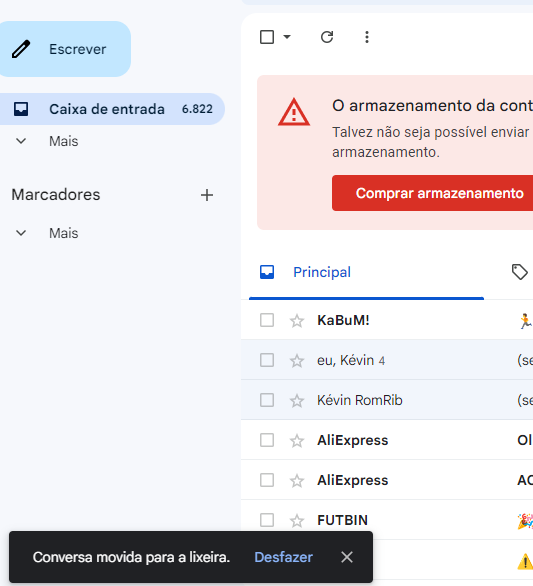 Escrever
Caixa de entrada 6.822
Mais
Marcadores
Mais
O armazenamento da cont
Talvez não seja possível enviar
armazenamento.
Comprar armazenamento
Principal
KaBuM!
eu, Kévin 4
(se
Kévin RomRib
(se
AliExpress
Ol
AliExpress
AC
FUTBIN
Conversa movida para a lixeira. Desfazer